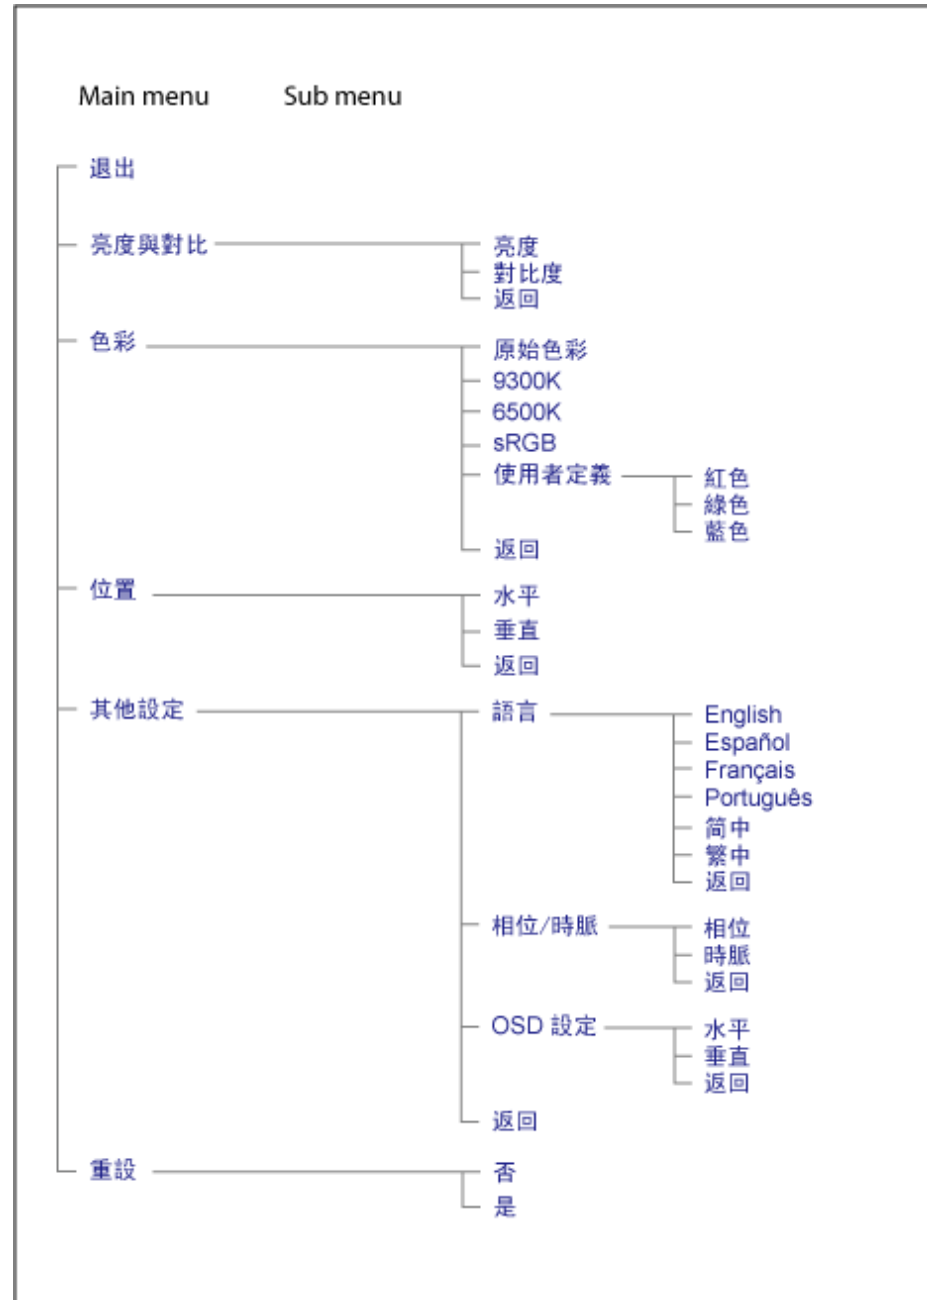 Main menu Sub menu
退出
亮度與對比
亮度
對比度
返回
色彩
原始色彩
9300K
6500K
sRGB
使用者定義
紅色
綠色
藍色
返回
位置
水平
垂直
返回
其他設定
語言
English
Español
Français
Português
简中
繁中
返回
相位/時脈
相位
時脈
返回
OSD 設定
水平
垂直
返回
返回
重設
否
是